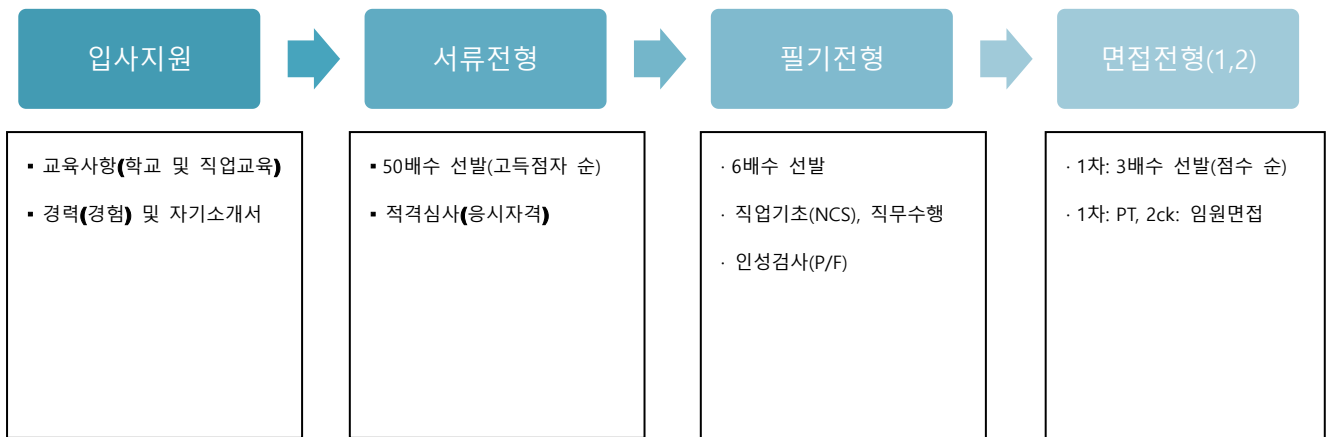 입사지원
서류전형
필기전형
면접전형(1,2)
▪ 교육사항(학교 및 직업교육)
▪ 경력(경험) 및 자기소개서
▪ 50배수 선발(고득점자 순)
▪ 적격심사(응시자격)
· 6배수 선발
· 직업기초(NCS), 직무수행
· 인성검사(P/F)
· 1차: 3배수 선발(점수 순)
· 1차: PT, 2ck: 임원면접